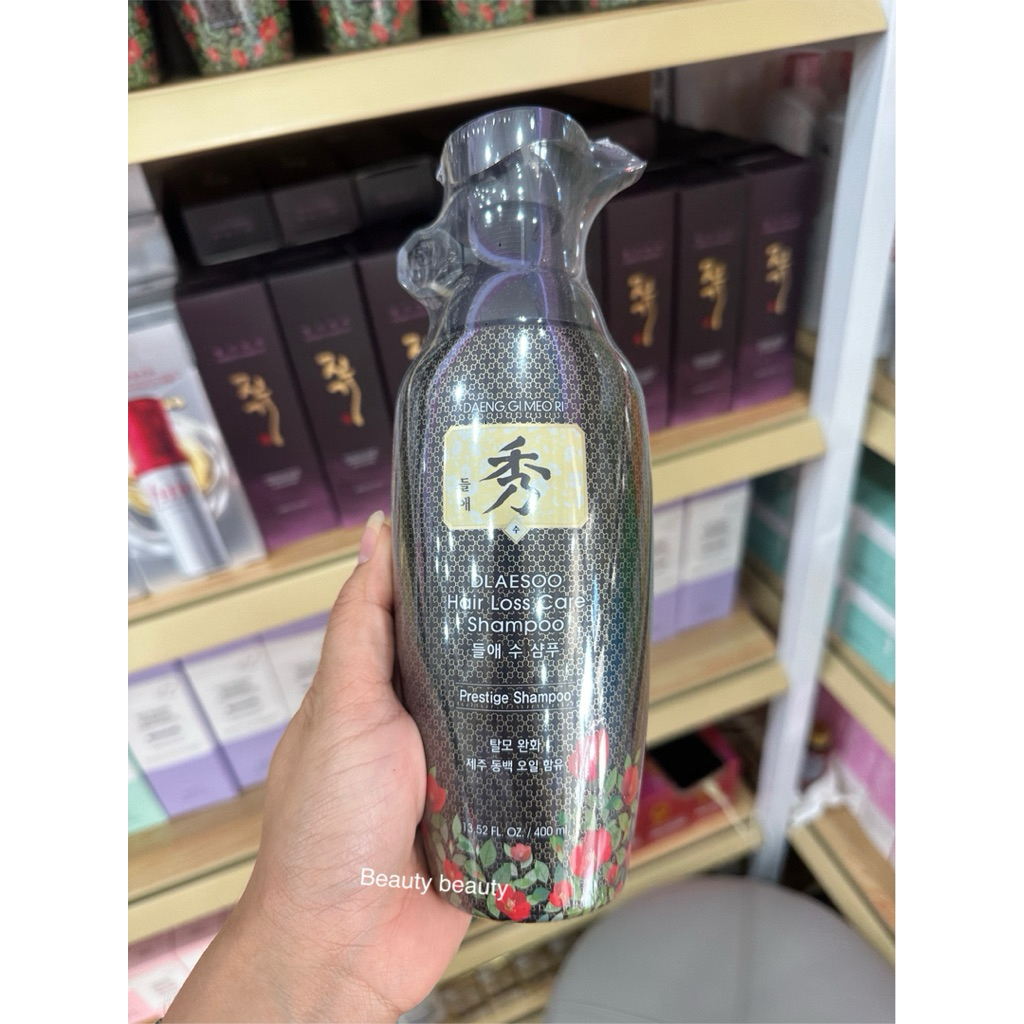 DAENG GI MEO RI
들애
秀
수
DLAESOO
Hair Loss Care
Shampoo
들애 수 샴푸
Prestige Shampoo
탈모 완화
제주 동백 오일 함유
13.52 FL. OZ. / 400 ml
Beauty beauty